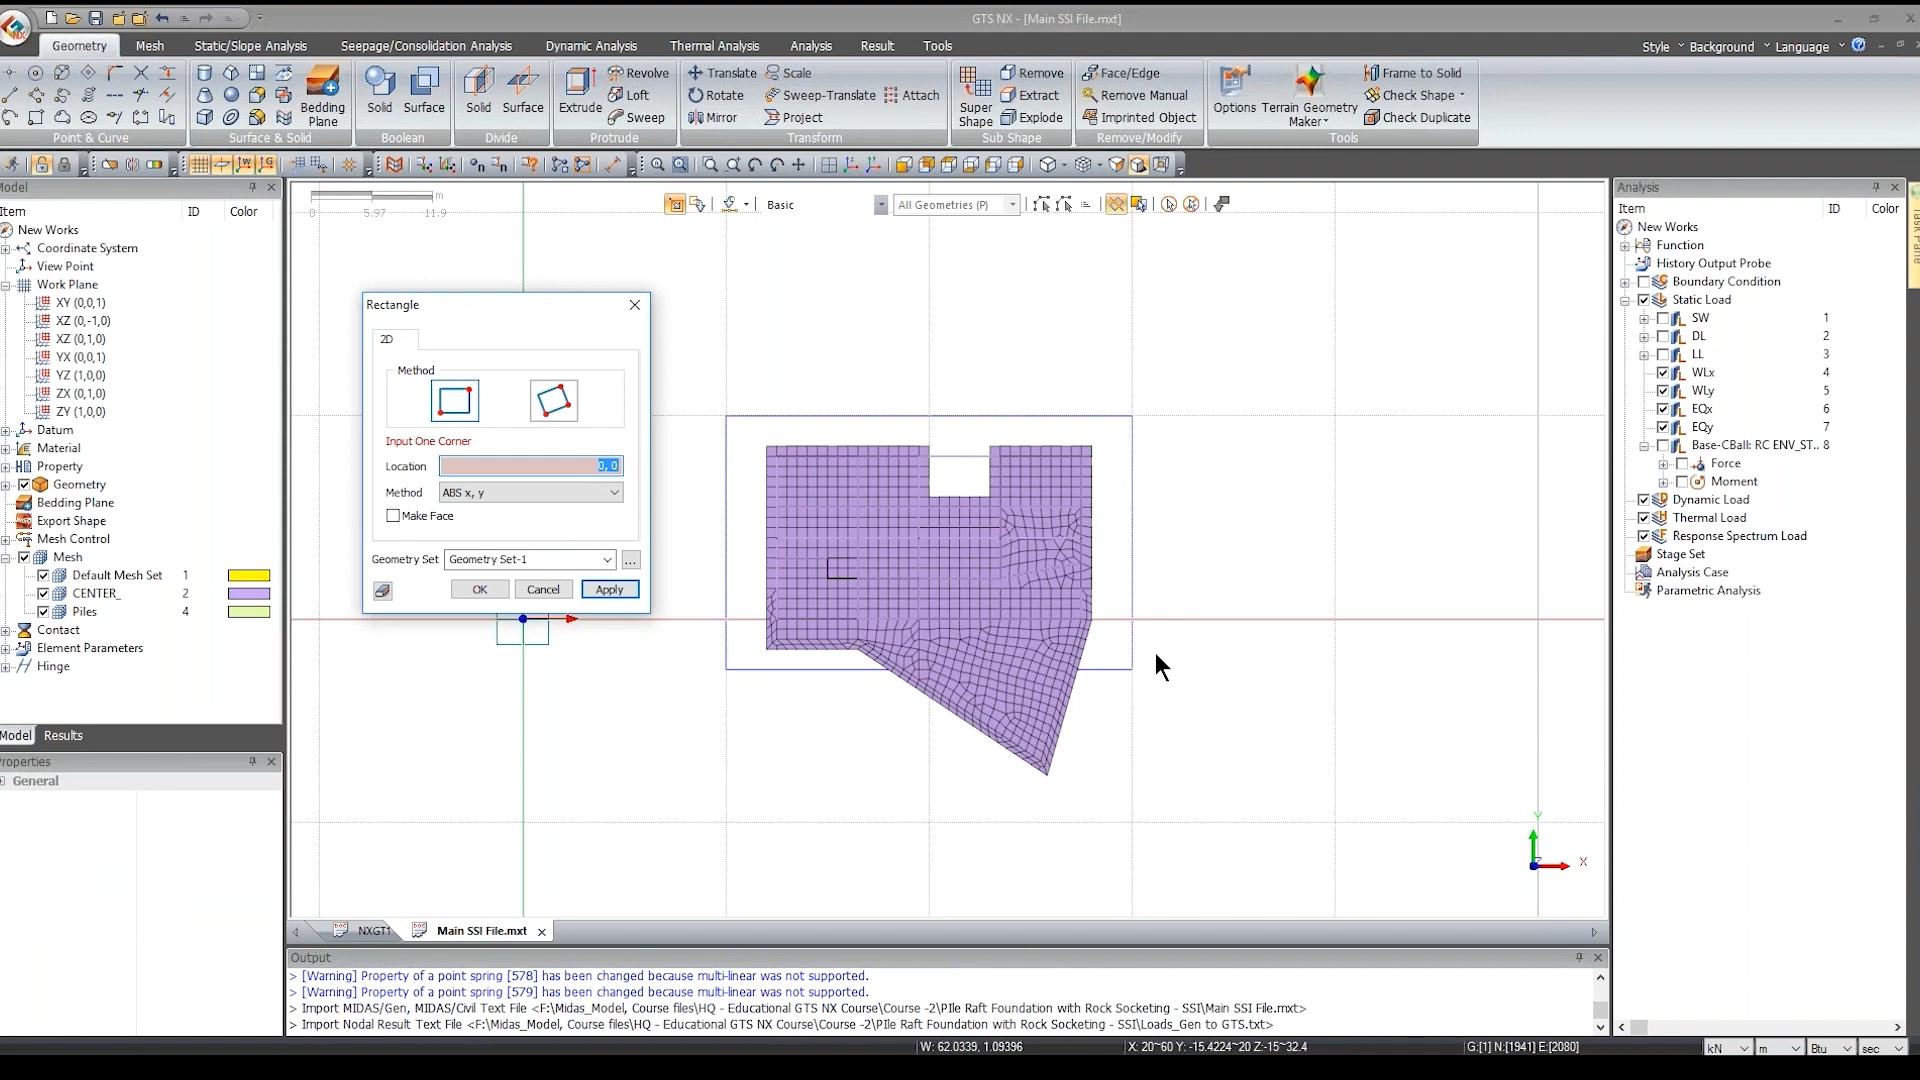 GTS NX - [Main SSI File.mxt]
Geometry Mesh Static/Slope Analysis Seepage/Consolidation Analysis Dynamic Analysis Thermal Analysis Analysis Result Tools
Style Background Language
Revolve Translate Scale Remove Face/Edge Frame to Solid
Loft Rotate Sweep-Translate Attach Extract Remove Manual Check Shape
Bedding Plane Solid Surface Solid Surface Extrude Sweep Mirror Project Super Shape Explode Imprinted Object Options Terrain Geometry Maker Check Duplicate
Point & Curve Surface & Solid Boolean Divide Protrude Transform Sub Shape Remove/Modify Tools
Model
Item ID Color
New Works
Coordinate System
View Point
Work Plane
XY (0,0,1)
XZ (0,-1,0)
XZ (0,1,0)
YX (0,0,1)
YZ (1,0,0)
ZX (0,1,0)
ZY (1,0,0)
Datum
Material
Property
Geometry
Bedding Plane
Export Shape
Mesh Control
Mesh
Default Mesh Set 1
CENTER_ 2
Piles 4
Contact
Element Parameters
Hinge
Model Results
roperties
General
m
0 5.97 11.9
Basic All Geometries (P)
Rectangle
2D
Method
Input One Corner
Location 0, 0
Method ABS x, y
Make Face
Geometry Set Geometry Set-1 ...
OK Cancel Apply
Y
X
NXGT1 Main SSI File.mxt
Output
> [Warning] Property of a point spring [578] has been changed because multi-linear was not supported.
> [Warning] Property of a point spring [579] has been changed because multi-linear was not supported.
> Import MIDAS/Gen, MIDAS/Civil Text File <F:\Midas_Model, Course files\HQ - Educational GTS NX Course\Course -2\PIle Raft Foundation with Rock Socketing - SSI\Main SSI File.mxt>
> Import Nodal Result Text File <F:\Midas_Model, Course files\HQ - Educational GTS NX Course\Course -2\PIle Raft Foundation with Rock Socketing - SSI\Loads_Gen to GTS.txt>
Analysis
Item ID Color
New Works
Function
History Output Probe
Boundary Condition
Static Load
SW 1
DL 2
LL 3
WLx 4
WLy 5
EQx 6
EQy 7
Base-CBall: RC ENV_ST.. 8
Force
Moment
Dynamic Load
Thermal Load
Response Spectrum Load
Stage Set
Analysis Case
Parametric Analysis
Task Pane
W: 62.0339, 1.09396 X: 20~60 Y: -15.4224~20 Z:-15~32.4 G:[1] N:[1941] E:[2080] kN m Btu sec